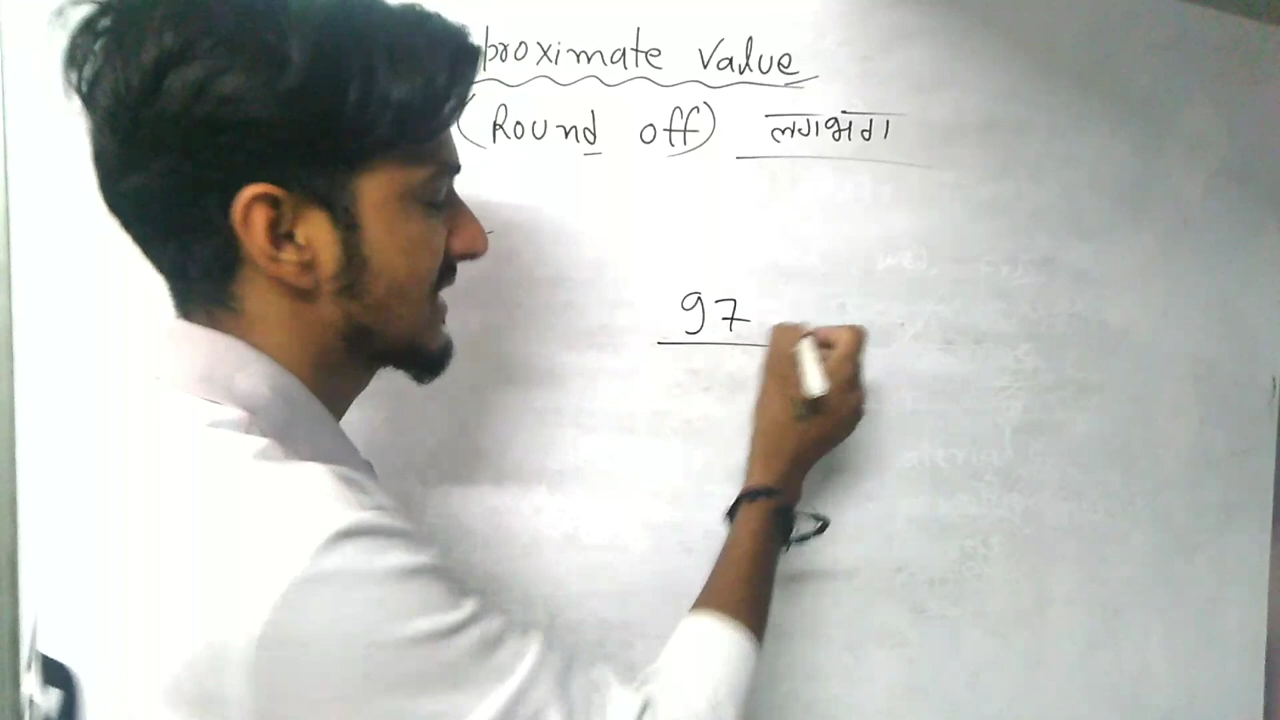 proximate Value
(Round off) लगभग
97